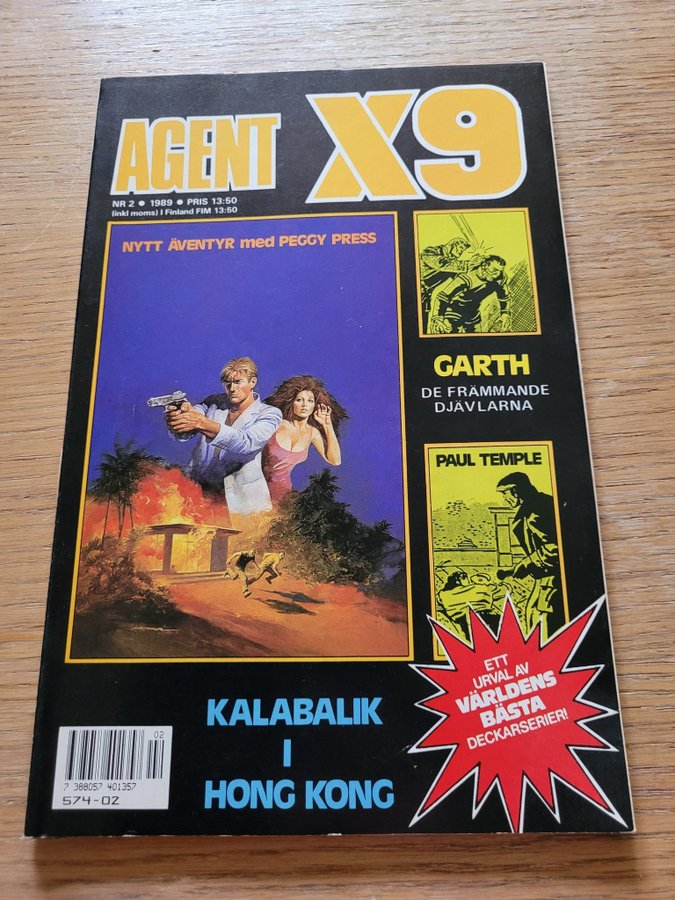 AGENT X9
NR 2 • 1989 • PRIS 13:50
(inkl moms) I Finland FIM 13:50
NYTT ÄVENTYR med PEGGY PRESS
GARTH
DE FRÄMMANDE
DJÄVLARNA
PAUL TEMPLE
ETT
URVAL AV
VÄRLDENS
BÄSTA
DECKARSERIER!
KALABALIK
I
HONG KONG
02
7 388057 401357
574-02